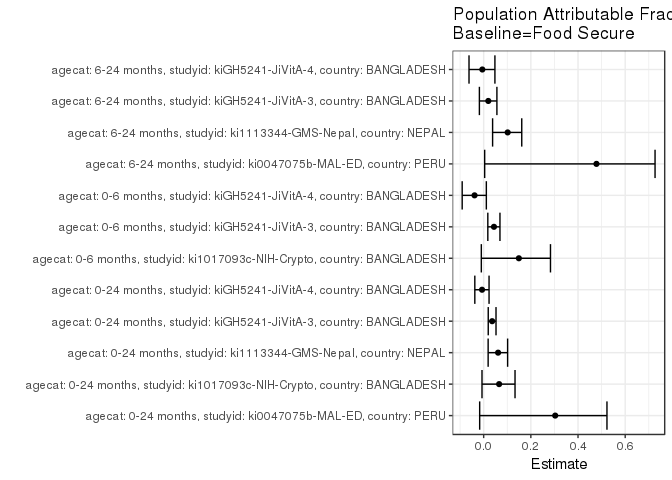 Population Attributable Frac
Baseline=Food Secure
agecat: 6-24 months, studyid: kiGH5241-JiVitA-4, country: BANGLADESH
agecat: 6-24 months, studyid: kiGH5241-JiVitA-3, country: BANGLADESH
agecat: 6-24 months, studyid: ki1113344-GMS-Nepal, country: NEPAL
agecat: 6-24 months, studyid: ki0047075b-MAL-ED, country: PERU
agecat: 0-6 months, studyid: kiGH5241-JiVitA-4, country: BANGLADESH
agecat: 0-6 months, studyid: kiGH5241-JiVitA-3, country: BANGLADESH
agecat: 0-6 months, studyid: ki1017093c-NIH-Crypto, country: BANGLADESH
agecat: 0-24 months, studyid: kiGH5241-JiVitA-4, country: BANGLADESH
agecat: 0-24 months, studyid: kiGH5241-JiVitA-3, country: BANGLADESH
agecat: 0-24 months, studyid: ki1113344-GMS-Nepal, country: NEPAL
agecat: 0-24 months, studyid: ki1017093c-NIH-Crypto, country: BANGLADESH
agecat: 0-24 months, studyid: ki0047075b-MAL-ED, country: PERU
0.0 0.2 0.4 0.6
Estimate